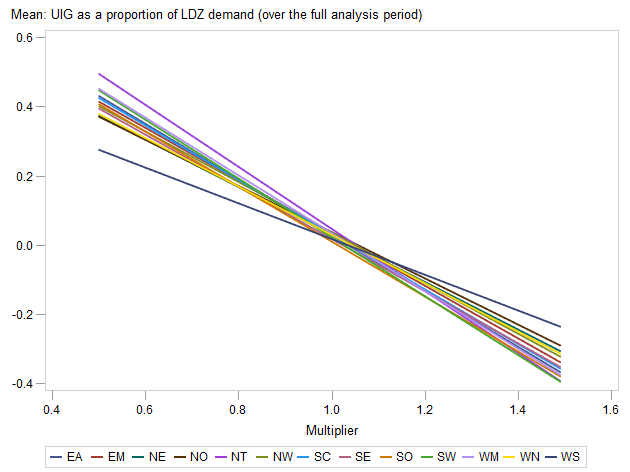 Mean: UIG as a proportion of LDZ demand (over the full analysis period)
0.6
0.4
0.2
0.0
-0.2
-0.4
0.4 0.6 0.8 1.0 1.2 1.4 1.6
Multiplier
EA EM NE NO NT NW SC SE SO SW WM WN WS